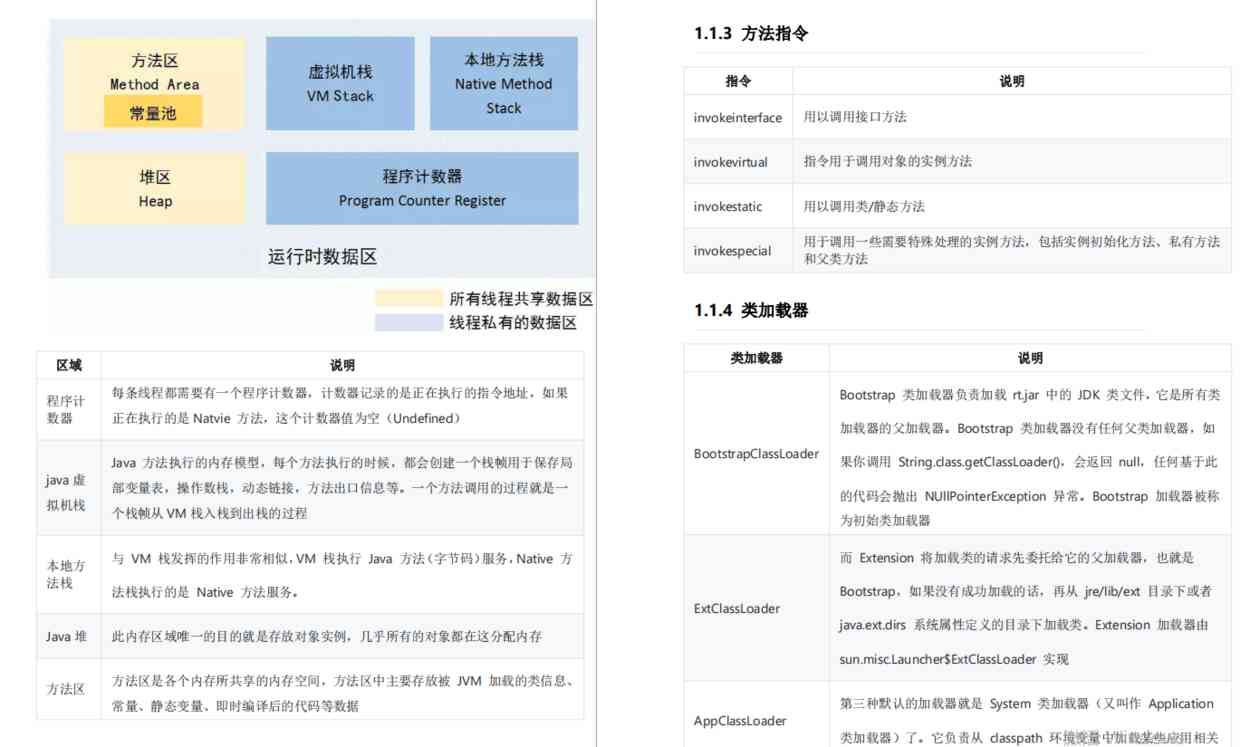 方法区
Method Area
常量池
虚拟机栈
VM Stack
本地方法栈
Native Method
Stack
堆区
Heap
程序计数器
Program Counter Register
运行时数据区
所有线程共享数据区
线程私有的数据区
区域 说明
程序计
数器
每条线程都需要有一个程序计数器，计数器记录的是正在执行的指令地址，如果
正在执行的是 Natvie 方法，这个计数器值为空（Undefined）
java 虚
拟机栈
Java 方法执行的内存模型，每个方法执行的时候，都会创建一个栈帧用于保存局
部变量表，操作数栈，动态链接，方法出口信息等。一个方法调用的过程就是一
个栈帧从 VM 栈入栈到出栈的过程
本地方
法栈
与 VM 栈发挥的作用非常相似，VM 栈执行 Java 方法（字节码）服务，Native 方
法栈执行的是 Native 方法服务。
Java 堆
此内存区域唯一的目的就是存放对象实例，几乎所有的对象都在这分配内存
方法区
方法区是各个内存所共享的内存空间，方法区中主要存放被 JVM 加载的类信息、
常量、静态变量、即时编译后的代码等数据
1.1.3 方法指令
指令 说明
invokeinterface 用以调用接口方法
invokevirtual 指令用于调用对象的实例方法
invokestatic 用以调用类/静态方法
invokespecial
用于调用一些需要特殊处理的实例方法，包括实例初始化方法、私有方法
和父类方法
1.1.4 类加载器
类加载器 说明
BootstrapClassLoader
Bootstrap 类加载器负责加载 rt.jar 中的 JDK 类文件，它是所有类
加载器的父加载器。Bootstrap 类加载器没有任何父类加载器，如
果你调用 String.class.getClassLoader()，会返回 null，任何基于此
的代码会抛出 NUllPointerException 异常。Bootstrap 加载器被称
为初始类加载器
ExtClassLoader
而 Extension 将加载类的请求先委托给它的父加载器，也就是
Bootstrap，如果没有成功加载的话，再从 jre/lib/ext 目录下或者
java.ext.dirs 系统属性定义的目录下加载类。Extension 加载器由
sun.misc.Launcher$ExtClassLoader 实现
AppClassLoader
第三种默认的加载器就是 System 类加载器（又叫作 Application
类加载器）了。它负责从 classpath 环境变量中加载某些应用相关